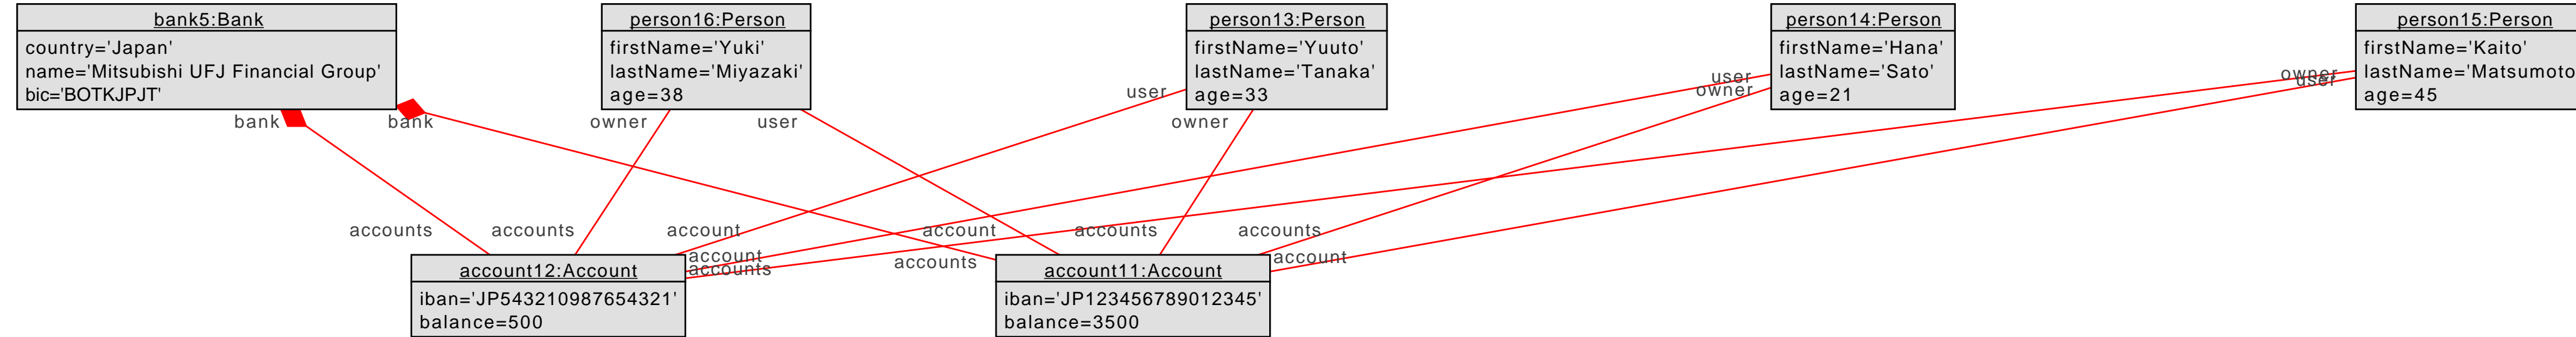 bank5:Bank
country='Japan'
name='Mitsubishi UFJ Financial Group'
bic='BOTKJPJT'
person16:Person
firstName='Yuki'
lastName='Miyazaki'
age=38
person13:Person
firstName='Yuuto'
lastName='Tanaka'
age=33
person14:Person
firstName='Hana'
lastName='Sato'
age=21
person15:Person
firstName='Kaito'
lastName='Matsumoto
age=45
bank
bank
owner
user
user
owner
user
owner
owner
user
accounts
accounts
account
account
accounts
accounts
account
accounts
accounts
account
account12:Account
iban='JP543210987654321'
balance=500
account11:Account
iban='JP123456789012345'
balance=3500